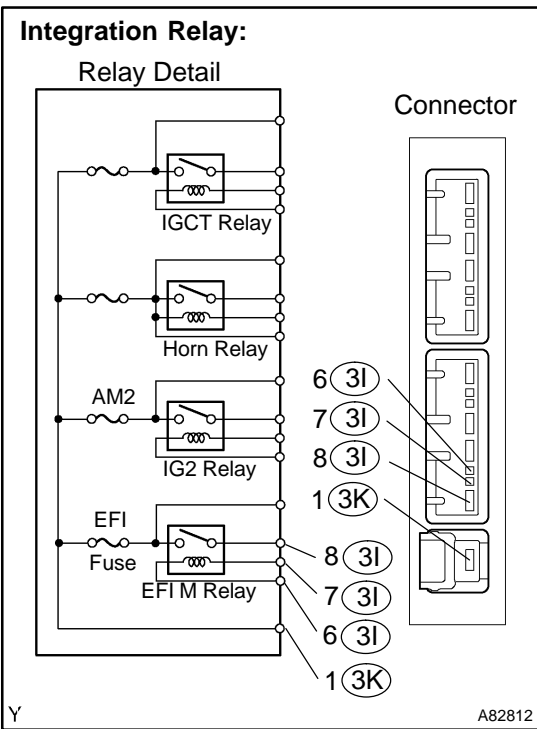 Integration Relay:
Relay Detail
Connector
IGCT Relay
Horn Relay
AM2
IG2 Relay
EFI
Fuse
EFI M Relay
8 3I
7 3I
6 3I
1 3K
6 3I
7 3I
8 3I
1 3K
Y
A82812